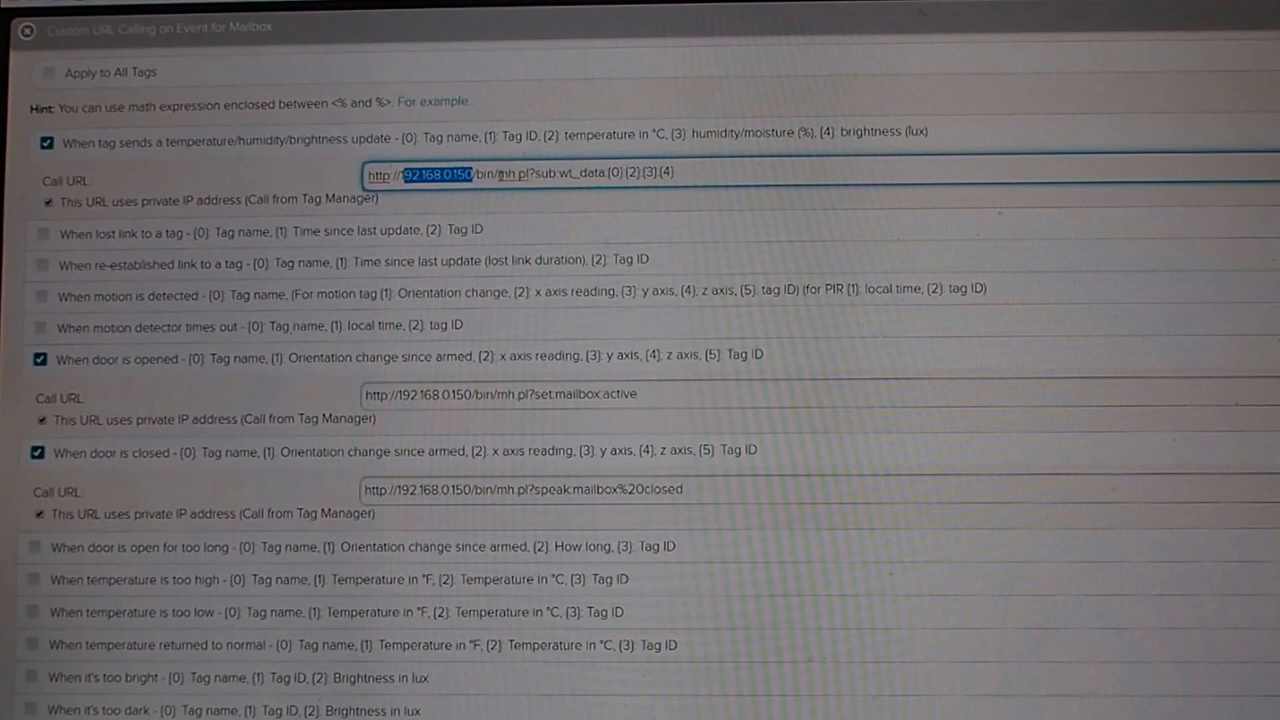 Custom URL Calling on Event for Mailbox
Apply to All Tags
Hint: You can use math expression enclosed between <% and %>. For example..
When tag sends a temperature/humidity/brightness update - {0}: Tag name, {1}: Tag ID, {2}: temperature in °C, {3}: humidity/moisture (%), {4}: brightness (lux)
Call URL: http://192.168.0.150/bin/mh.pl?sub:wt_data:{0}:{2}:{3}:{4}
This URL uses private IP address (Call from Tag Manager)
When lost link to a tag - {0}: Tag name, {1}: Time since last update, {2}: Tag ID
When re-established link to a tag - {0}: Tag name, {1}: Time since last update (lost link duration), {2}: Tag ID
When motion is detected - {0}: Tag name, (For motion tag {1}: Orientation change, {2}: x axis reading, {3}: y axis, {4}: z axis, {5}: tag ID) (for PIR {1}: local time, {2}: tag ID)
When motion detector times out - {0}: Tag name, {1}: local time, {2}: tag ID
When door is opened - {0}: Tag name, {1}: Orientation change since armed, {2}: x axis reading, {3}: y axis, {4}: z axis, {5}: Tag ID
Call URL: http://192.168.0.150/bin/mh.pl?set:mailbox:active
This URL uses private IP address (Call from Tag Manager)
When door is closed - {0}: Tag name, {1}: Orientation change since armed, {2}: x axis reading, {3}: y axis, {4}: z axis, {5}: Tag ID
Call URL: http://192.168.0.150/bin/mh.pl?speak:mailbox%20closed
This URL uses private IP address (Call from Tag Manager)
When door is open for too long - {0}: Tag name, {1}: Orientation change since armed, {2}: How long, {3}: Tag ID
When temperature is too high - {0}: Tag name, {1}: Temperature in °F, {2}: Temperature in °C, {3}: Tag ID
When temperature is too low - {0}: Tag name, {1}: Temperature in °F, {2}: Temperature in °C, {3}: Tag ID
When temperature returned to normal - {0}: Tag name, {1}: Temperature in °F, {2}: Temperature in °C, {3}: Tag ID
When it's too bright - {0}: Tag name, {1}: Tag ID, {2}: Brightness in lux
When it's too dark - {0}: Tag name, {1}: Tag ID, {2}: Brightness in lux